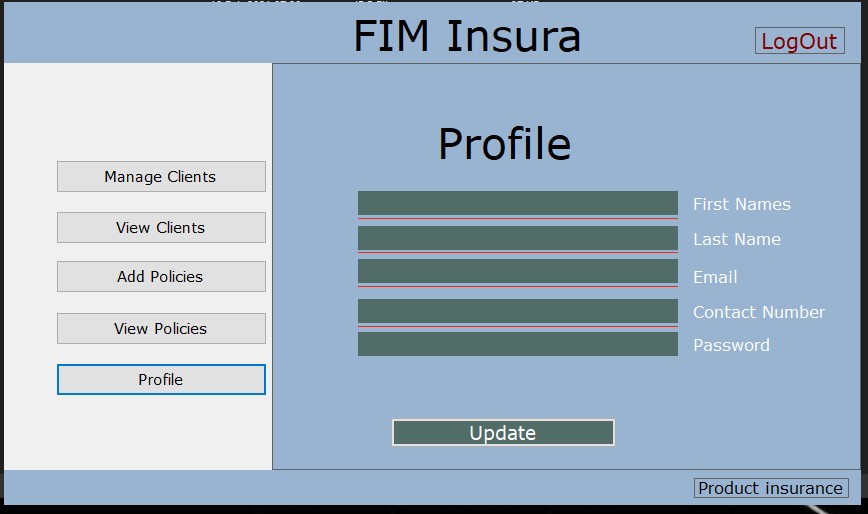 FIM Insura
LogOut
Profile
Manage Clients
View Clients
Add Policies
View Policies
Profile
First Names
Last Name
Email
Contact Number
Password
Update
Product insurance